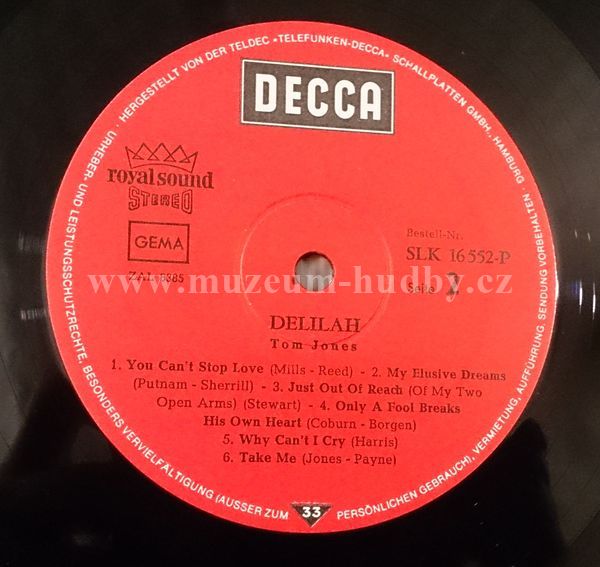 URHEBER- UND LEISTUNGSSCHUTZRECHTE, BESONDERS VERVIELFÄLTIGUNG (AUSSER ZUM PERSÖNLICHEN GEBRAUCH), VERMIETUNG, AUFFÜHRUNG, SENDUNG VORBEHALTEN · HERGESTELLT VON DER TELDEC »TELEFUNKEN-DECCA« SCHALLPLATTEN GMBH., HAMBURG ·
DECCA
royal sound
STEREO
GEMA
Bestell-Nr.
SLK 16 552-P
Seite 2
www.muzeum-hudby.cz
DELILAH
Tom Jones
1. You Can't Stop Love (Mills - Reed) - 2. My Elusive Dreams
(Putnam - Sherrill) - 3. Just Out Of Reach (Of My Two
Open Arms) (Stewart) - 4. Only A Fool Breaks
His Own Heart (Coburn - Borgen)
5. Why Can't I Cry (Harris)
6. Take Me (Jones - Payne)
33